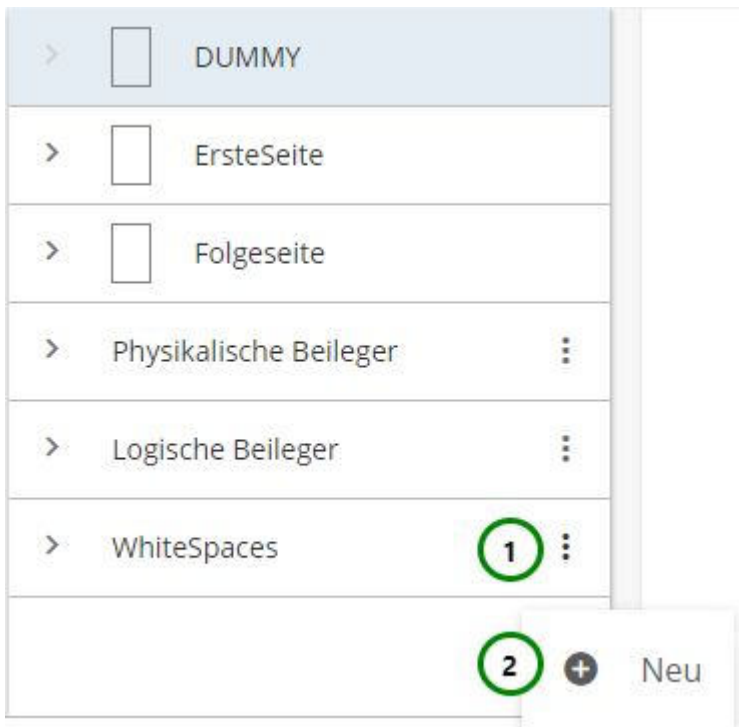 DUMMY
ErsteSeite
Folgeseite
Physikalische Beileger
Logische Beileger
WhiteSpaces 1
2 Neu